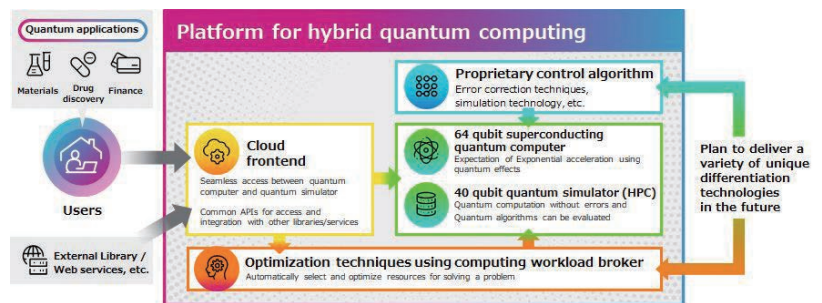 Quantum applications
Materials
Drug
discovery
Finance
Users
External Library /
Web services, etc.
Platform for hybrid quantum computing
Cloud
frontend
Seamless access between quantum
computer and quantum simulator
Common APIs for access and
integration with other libraries/services
Proprietary control algorithm
Error correction techniques,
simulation technology, etc.
64 qubit superconducting
quantum computer
Expectation of Exponential acceleration using
quantum effects
40 qubit quantum simulator (HPC)
Quantum computation without errors and
Quantum algorithms can be evaluated
Optimization techniques using computing workload broker
Automatically select and optimize resources for solving a problem
Plan to deliver a
variety of unique
differentiation
technologies
in the future